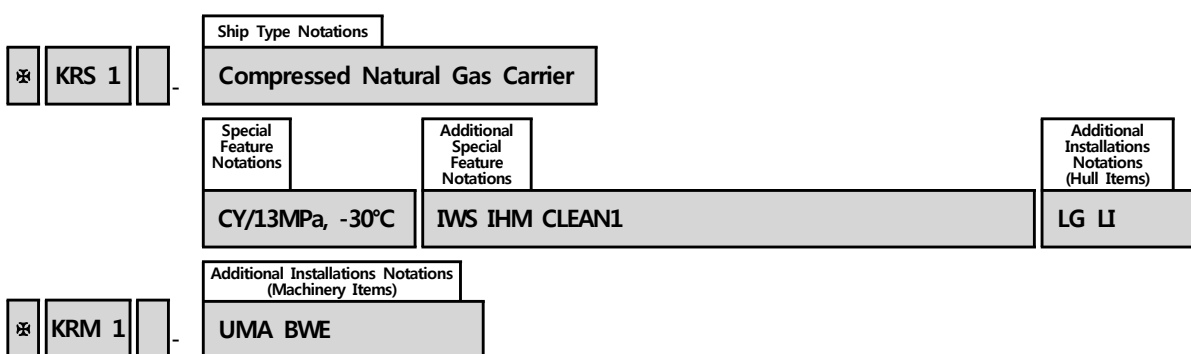 Ship Type Notations
✠ KRS 1 - Compressed Natural Gas Carrier
Special
Feature
Notations
Additional
Special
Feature
Notations
Additional
Installations
Notations
(Hull Items)
CY/13MPa, -30℃ IWS IHM CLEAN1 LG LI
Additional Installations Notations
(Machinery Items)
✠ KRM 1 - UMA BWE